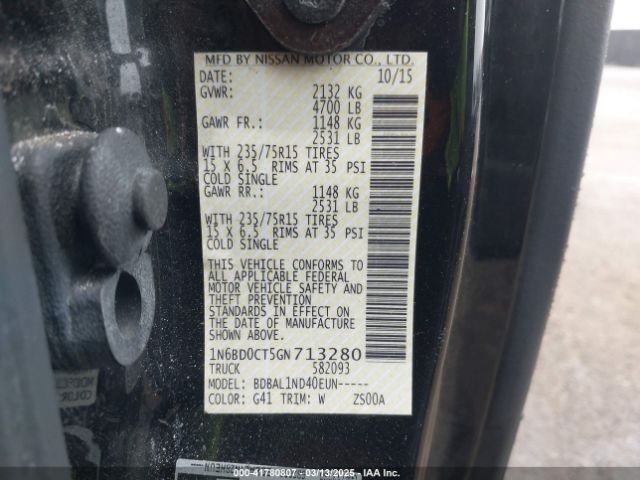 MFD BY NISSAN MOTOR CO., LTD.
DATE: 10/15
GVWR: 2132 KG
4700 LB
GAWR FR.: 1148 KG
2531 LB
WITH 235/75R15 TIRES
15 X 6.5 RIMS AT 35 PSI
COLD SINGLE
GAWR RR.: 1148 KG
2531 LB
WITH 235/75R15 TIRES
15 X 6.5 RIMS AT 35 PSI
COLD SINGLE
THIS VEHICLE CONFORMS TO
ALL APPLICABLE FEDERAL
MOTOR VEHICLE SAFETY AND
THEFT PREVENTION
STANDARDS IN EFFECT ON
THE DATE OF MANUFACTURE
SHOWN ABOVE.
1N6BD0CT5GN713280
TRUCK 582093
MODEL: BDBAL1ND40EUN-----
COLOR: G41 TRIM: W ZS00A
© - 41780807 - 03/13/2025 - IAA Inc.